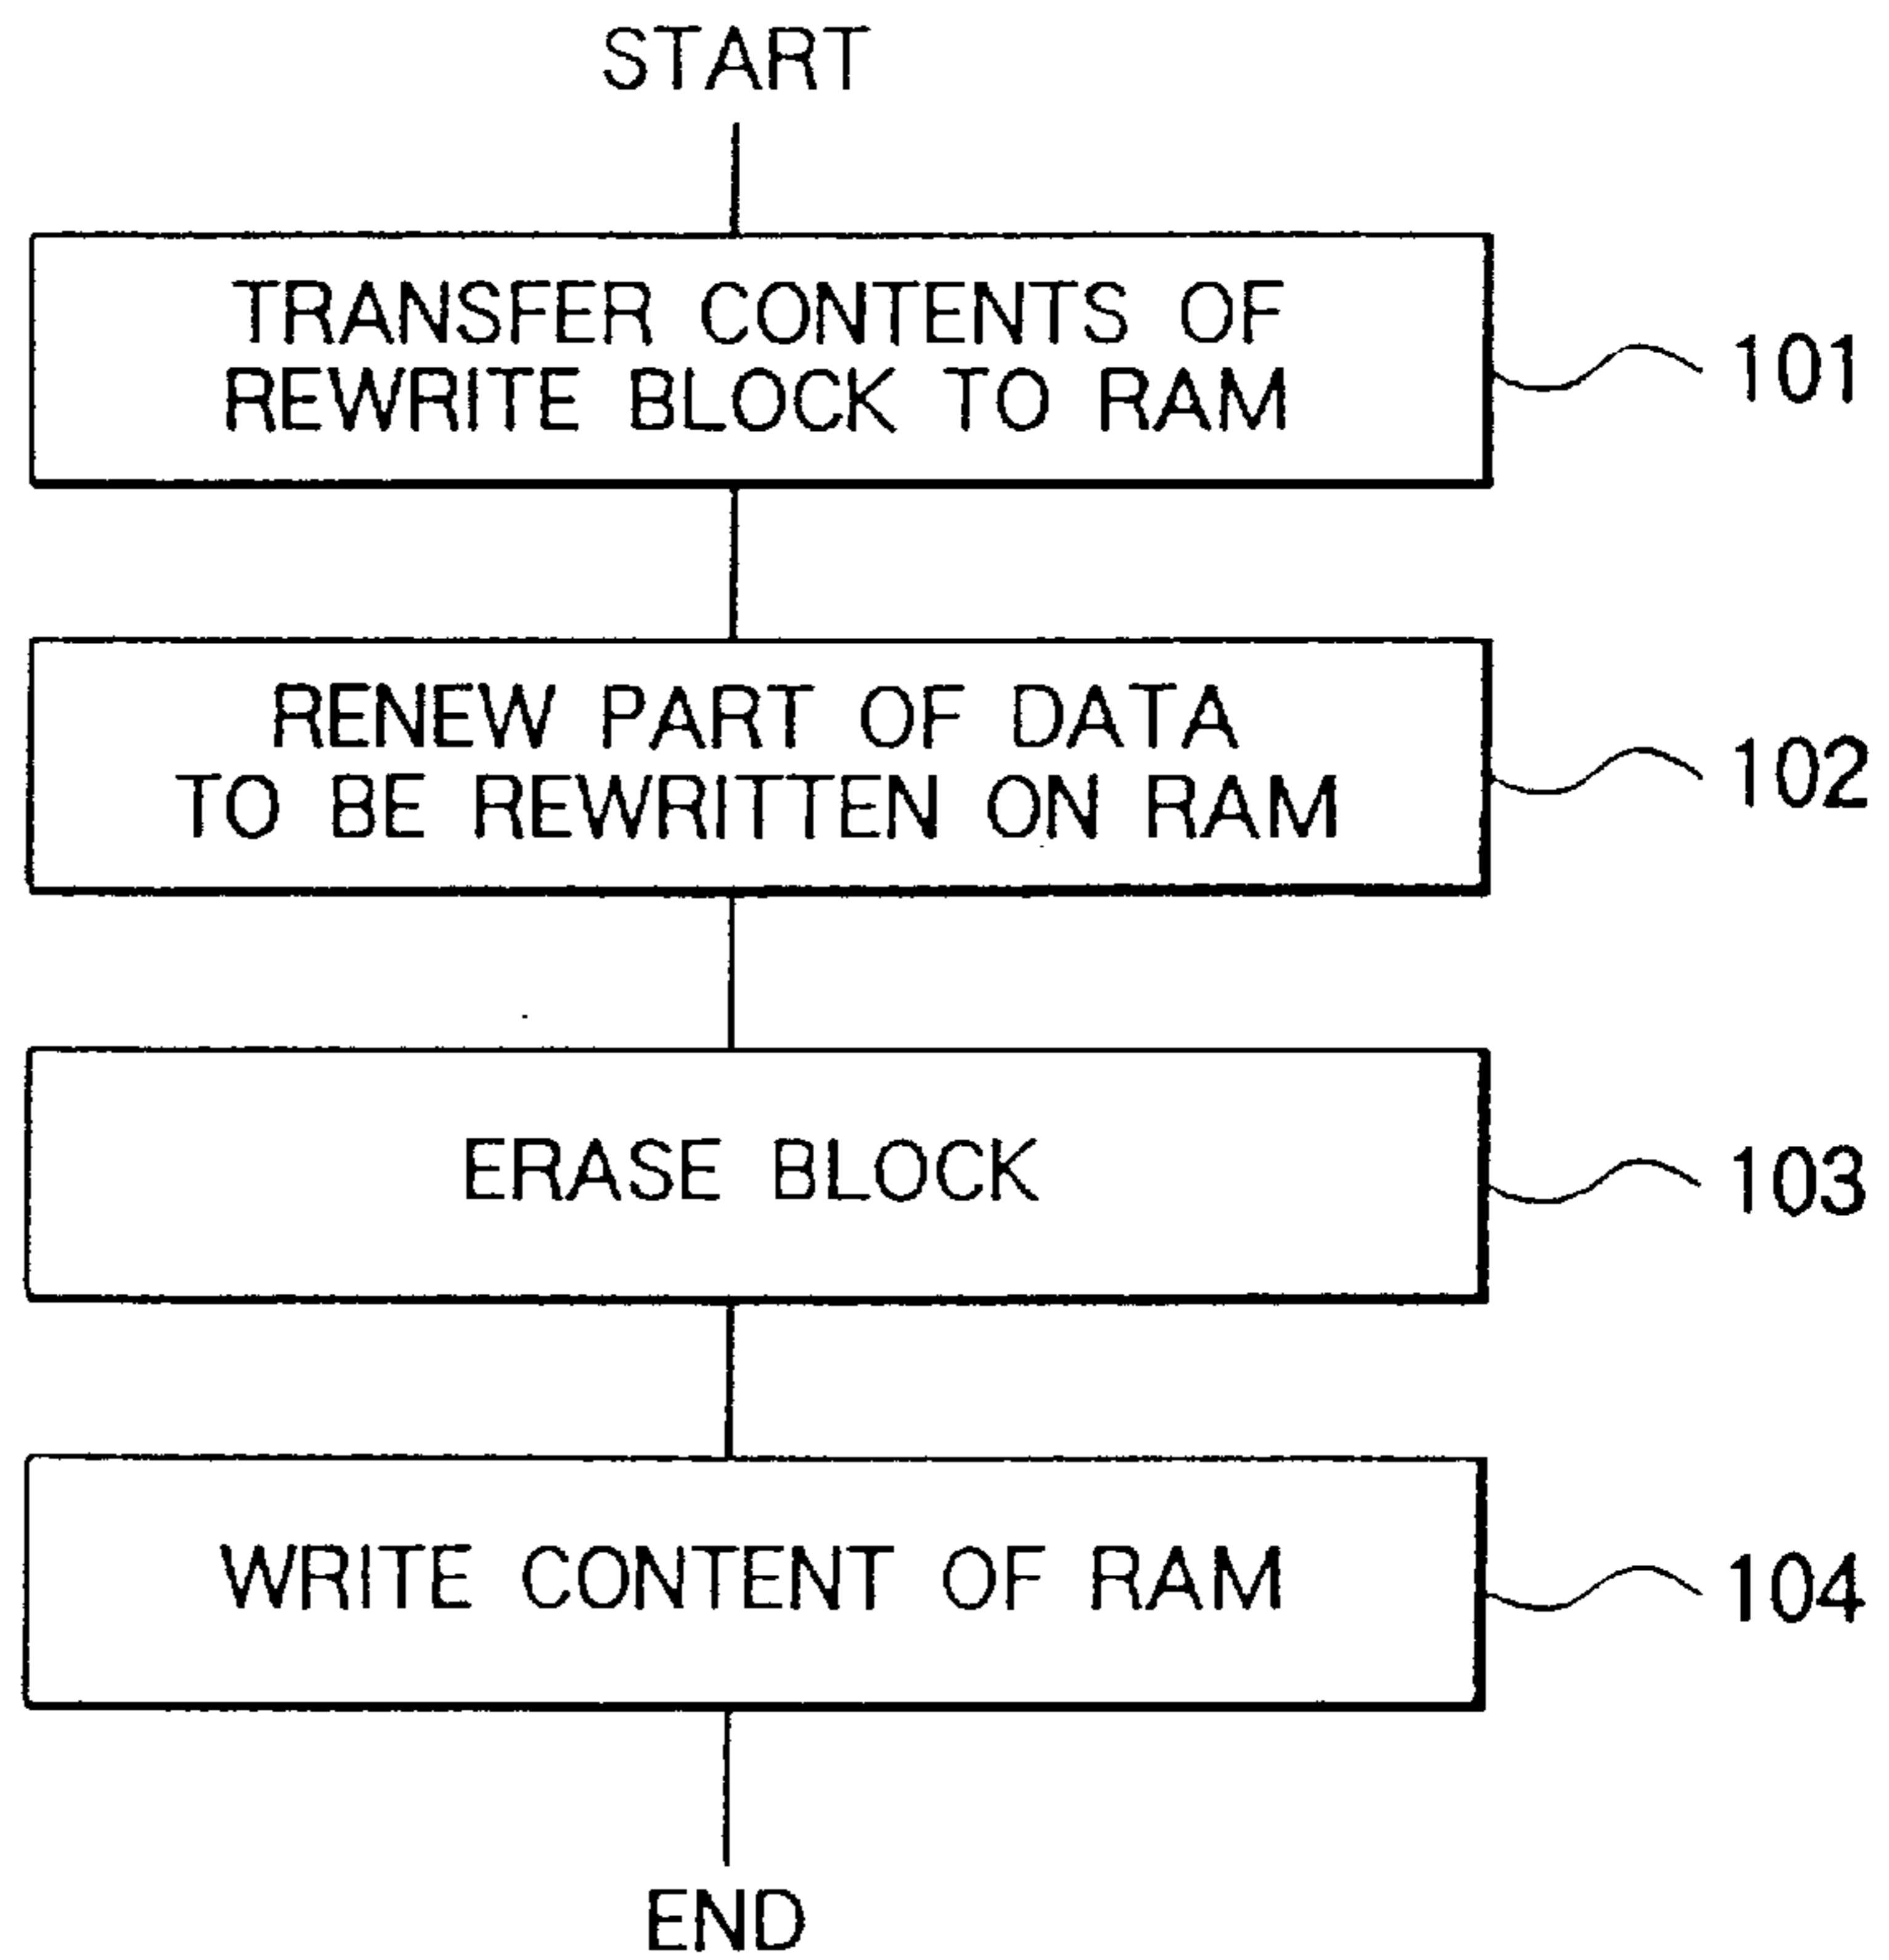 START
TRANSFER CONTENTS OF
REWRITE BLOCK TO RAM
101
RENEW PART OF DATA
TO BE REWRITTEN ON RAM
102
ERASE BLOCK
103
WRITE CONTENT OF RAM
104
END